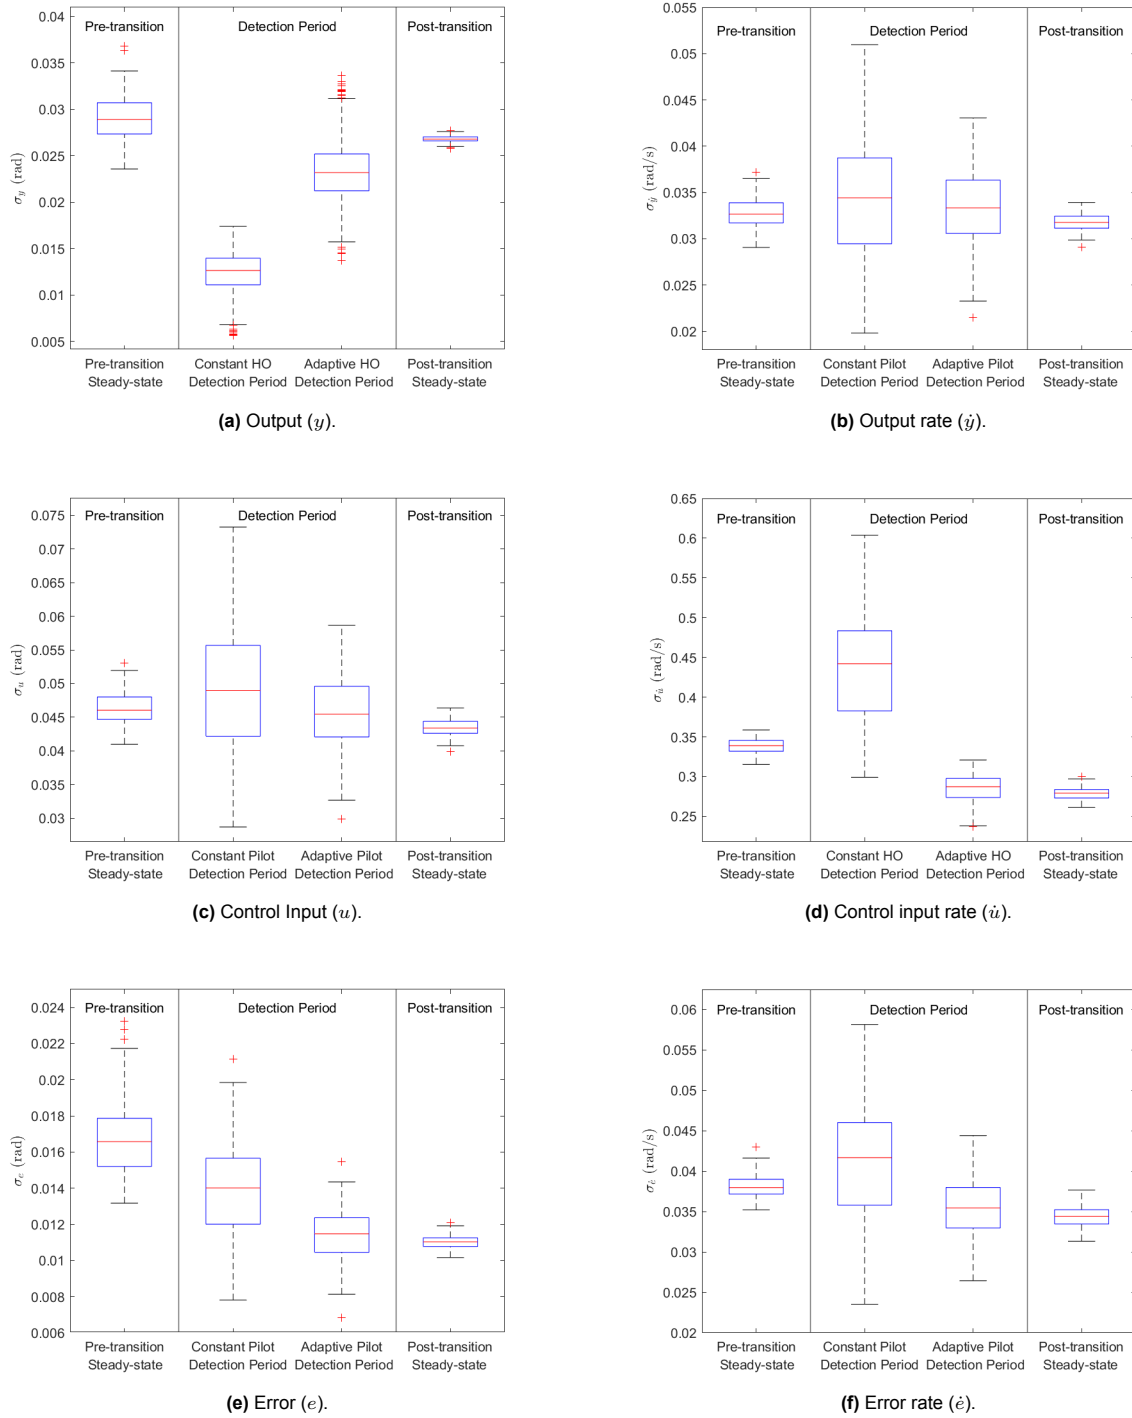 Pre-transition Detection Period Post-transition
0.04
0.035
0.03
0.025
0.02
0.015
0.01
0.005
σ_y (rad)
Pre-transition Constant HO Adaptive HO Post-transition
Steady-state Detection Period Detection Period Steady-state
(a) Output (y).
Pre-transition Detection Period Post-transition
0.055
0.05
0.045
0.04
0.035
0.03
0.025
0.02
σ_ẏ (rad/s)
Pre-transition Constant Pilot Adaptive Pilot Post-transition
Steady-state Detection Period Detection Period Steady-state
(b) Output rate (ẏ).
Pre-transition Detection Period Post-transition
0.075
0.07
0.065
0.06
0.055
0.05
0.045
0.04
0.035
0.03
σ_u (rad)
Pre-transition Constant Pilot Adaptive Pilot Post-transition
Steady-state Detection Period Detection Period Steady-state
(c) Control Input (u).
Pre-transition Detection Period Post-transition
0.65
0.6
0.55
0.5
0.45
0.4
0.35
0.3
0.25
σ_u̇ (rad/s)
Pre-transition Constant HO Adaptive HO Post-transition
Steady-state Detection Period Detection Period Steady-state
(d) Control input rate (u̇).
Pre-transition Detection Period Post-transition
0.024
0.022
0.02
0.018
0.016
0.014
0.012
0.01
0.008
0.006
σ_e (rad)
Pre-transition Constant Pilot Adaptive Pilot Post-transition
Steady-state Detection Period Detection Period Steady-state
(e) Error (e).
Pre-transition Detection Period Post-transition
0.06
0.055
0.05
0.045
0.04
0.035
0.03
0.025
0.02
σ_ė (rad/s)
Pre-transition Constant Pilot Adaptive Pilot Post-transition
Steady-state Detection Period Detection Period Steady-state
(f) Error rate (ė).